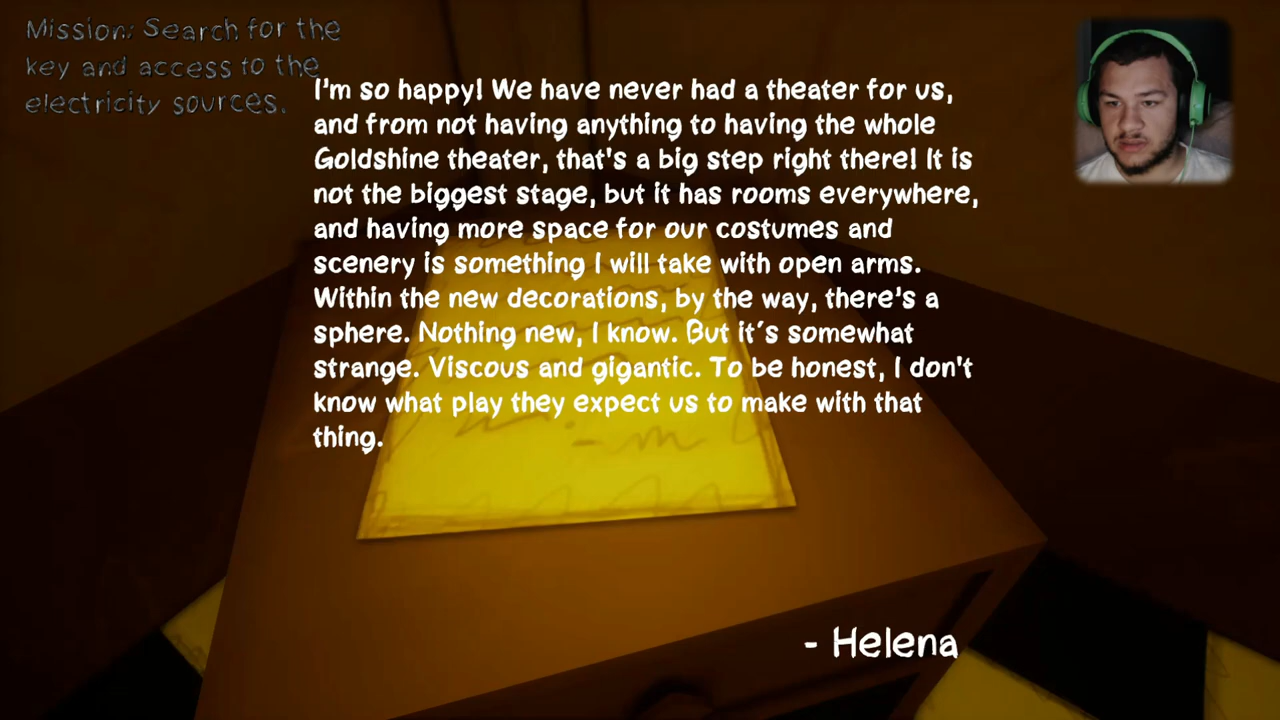 Mission: Search for the
key and access to the
electricity sources.
I'm so happy! We have never had a theater for us,
and from not having anything to having the whole
Goldshine theater, that's a big step right there! It is
not the biggest stage, but it has rooms everywhere,
and having more space for our costumes and
scenery is something I will take with open arms.
Within the new decorations, by the way, there's a
sphere. Nothing new, I know. But it´s somewhat
strange. Viscous and gigantic. To be honest, I don't
know what play they expect us to make with that
thing.
- Helena